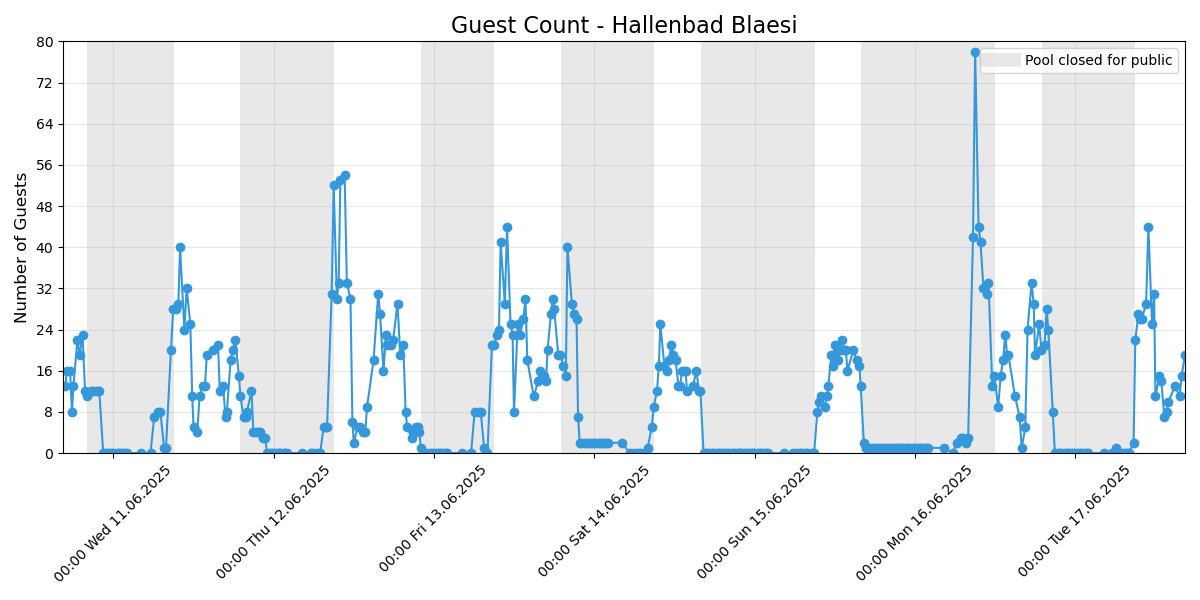 Guest Count - Hallenbad Blaesi
Pool closed for public
Number of Guests
80
72
64
56
48
40
32
24
16
8
0
00:00 Wed 11.06.2025
00:00 Thu 12.06.2025
00:00 Fri 13.06.2025
00:00 Sat 14.06.2025
00:00 Sun 15.06.2025
00:00 Mon 16.06.2025
00:00 Tue 17.06.2025